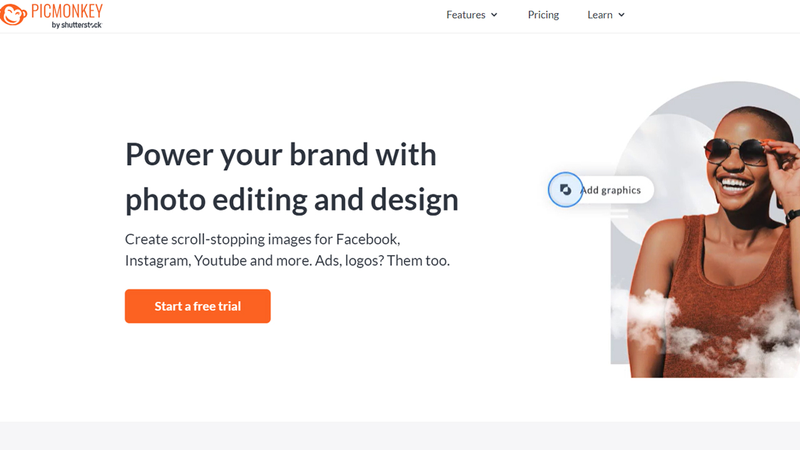 PICMONKEY
by shutterstock
Features
Pricing
Learn
Power your brand with
photo editing and design
Create scroll-stopping images for Facebook,
Instagram, Youtube and more. Ads, logos? Them too.
Start a free trial
Add graphics